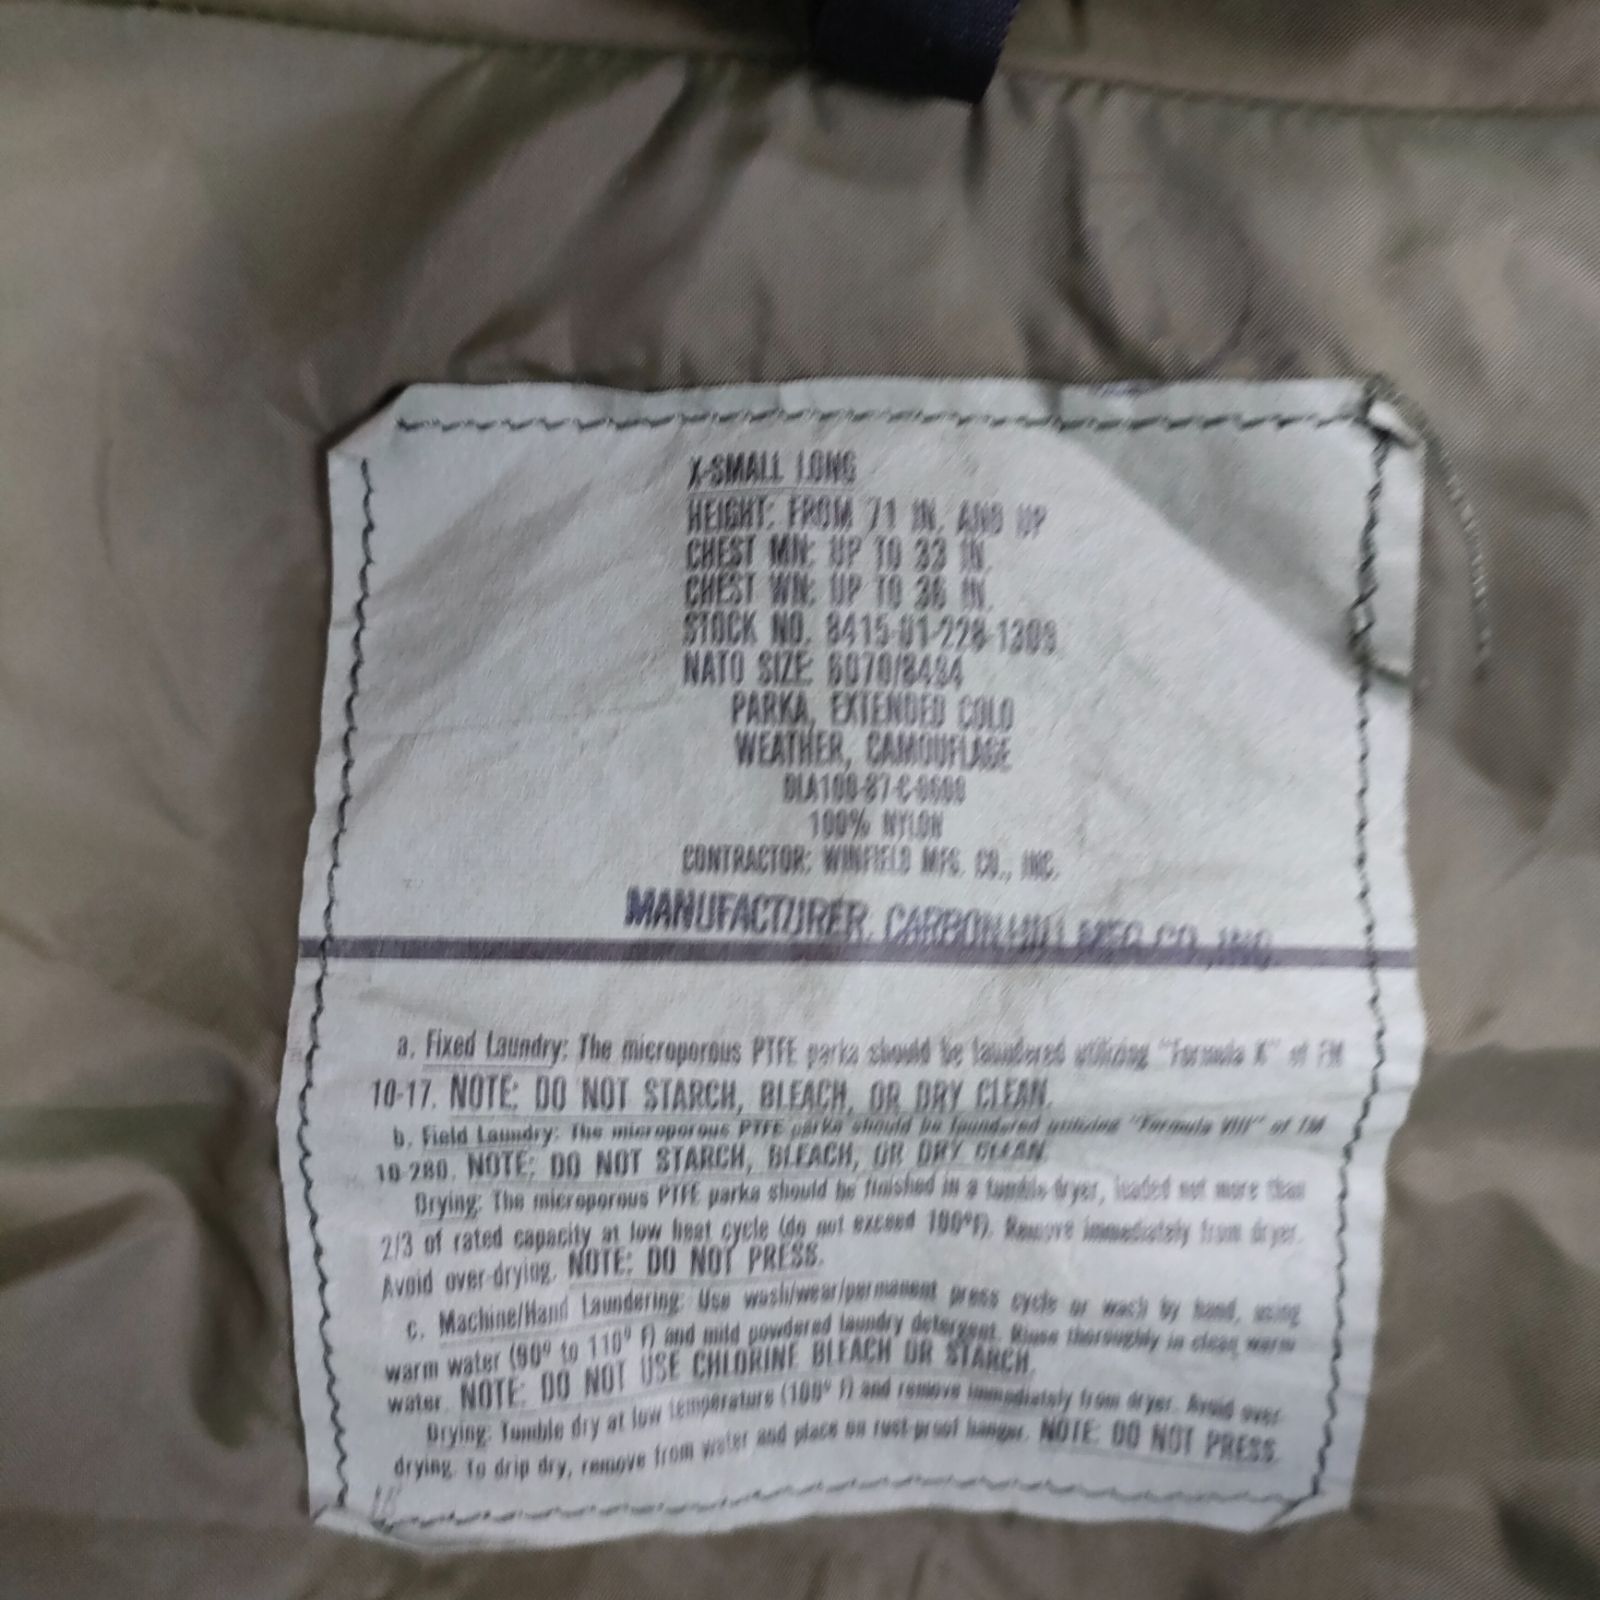 X-SMALL LONG
HEIGHT: FROM 71 IN. AND UP
CHEST MN: UP TO 33 IN.
CHEST WN: UP TO 36 IN.
STOCK NO. 8415-01-228-1309
NATO SIZE: 6070/8494
PARKA, EXTENDED COLD
WEATHER, CAMOUFLAGE
DLA100-87-C-0600
100% NYLON
CONTRACTOR: WINFIELD MFG. CO., INC.
MANUFACTURER. CARBON HILL MFG. CO., INC.
a. Fixed Laundry: The microporous PTFE parka should be laundered utilizing "Formula X" of FM
10-17. NOTE: DO NOT STARCH, BLEACH, OR DRY CLEAN.
b. Field Laundry: The microporous PTFE parka should be laundered utilizing "Formula VIII" of TM
10-280. NOTE: DO NOT STARCH, BLEACH, OR DRY CLEAN.
Drying: The microporous PTFE parka should be finished in a tumble dryer, loaded not more than
2/3 of rated capacity at low heat cycle (do not exceed 100°F). Remove immediately from dryer.
Avoid over-drying. NOTE: DO NOT PRESS.
c. Machine/Hand Laundering: Use wash/wear/permanent press cycle or wash by hand, using
warm water (90° to 110° F) and mild powdered laundry detergent. Rinse thoroughly in clean, warm
water. NOTE: DO NOT USE CHLORINE BLEACH OR STARCH.
Drying: Tumble dry at low temperature (100° F) and remove immediately from dryer. Avoid over-
drying. To drip dry, remove from water and place on rust-proof hanger. NOTE: DO NOT PRESS.